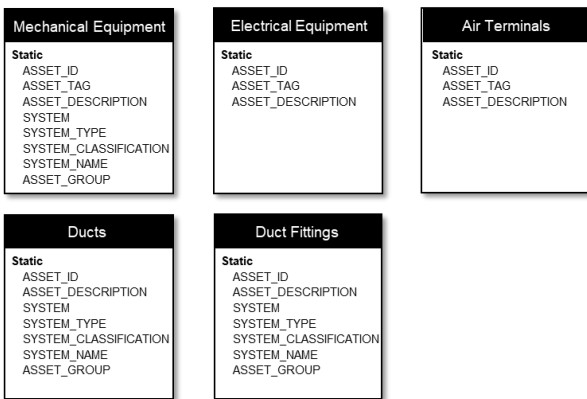 Mechanical Equipment
Static
ASSET_ID
ASSET_TAG
ASSET_DESCRIPTION
SYSTEM
SYSTEM_TYPE
SYSTEM_CLASSIFICATION
SYSTEM_NAME
ASSET_GROUP
Electrical Equipment
Static
ASSET_ID
ASSET_TAG
ASSET_DESCRIPTION
Air Terminals
Static
ASSET_ID
ASSET_TAG
ASSET_DESCRIPTION
Ducts
Static
ASSET_ID
ASSET_DESCRIPTION
SYSTEM
SYSTEM_TYPE
SYSTEM_CLASSIFICATION
SYSTEM_NAME
ASSET_GROUP
Duct Fittings
Static
ASSET_ID
ASSET_DESCRIPTION
SYSTEM
SYSTEM_TYPE
SYSTEM_CLASSIFICATION
SYSTEM_NAME
ASSET_GROUP